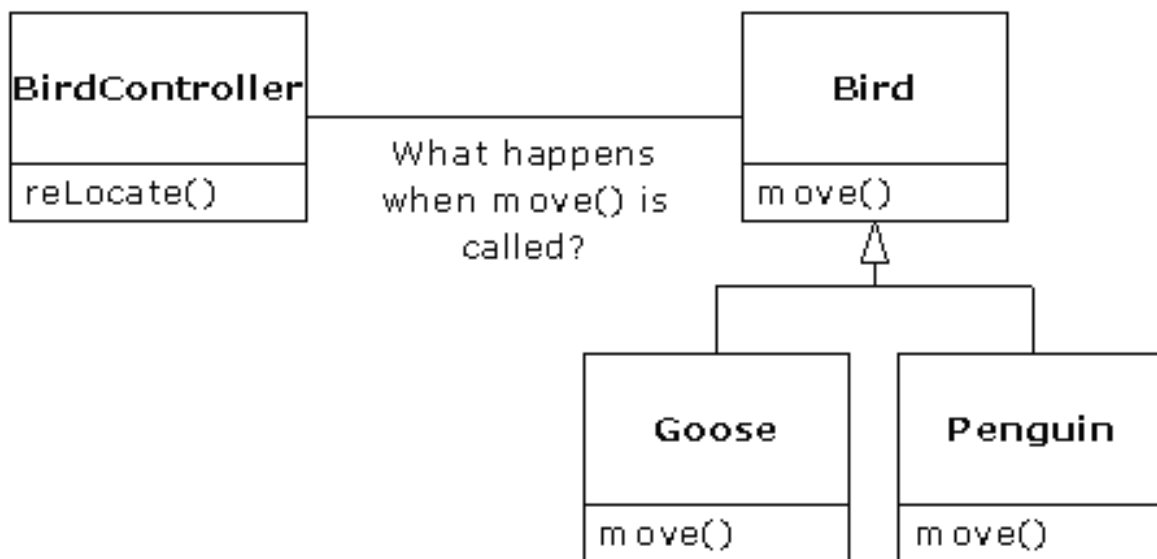 BirdController
reLocate()
What happens
when move() is
called?
Bird
move()
Goose
move()
Penguin
move()